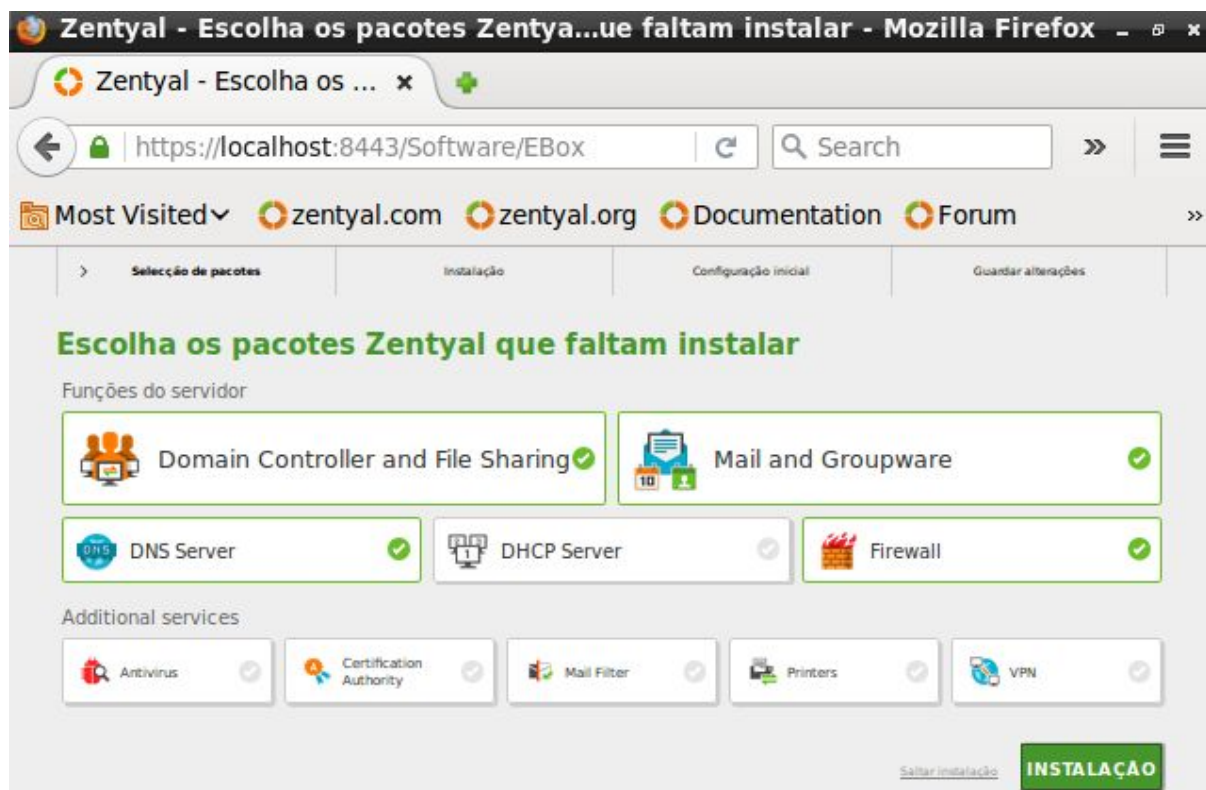 Zentyal - Escolha os pacotes Zentya...ue faltam instalar - Mozilla Firefox
Zentyal - Escolha os ...
https://localhost:8443/Software/EBox
Search
Most Visited
zentyal.com
zentyal.org
Documentation
Forum
Selecção de pacotes
Instalação
Configuração inicial
Guardar alterações
Escolha os pacotes Zentyal que faltam instalar
Funções do servidor
Domain Controller and File Sharing
10
Mail and Groupware
DNS
DNS Server
1
DHCP Server
Firewall
Additional services
Antivirus
A
Certification
Authority
Mail Filter
Printers
VPN
Saltar instalação
INSTALAÇÃO